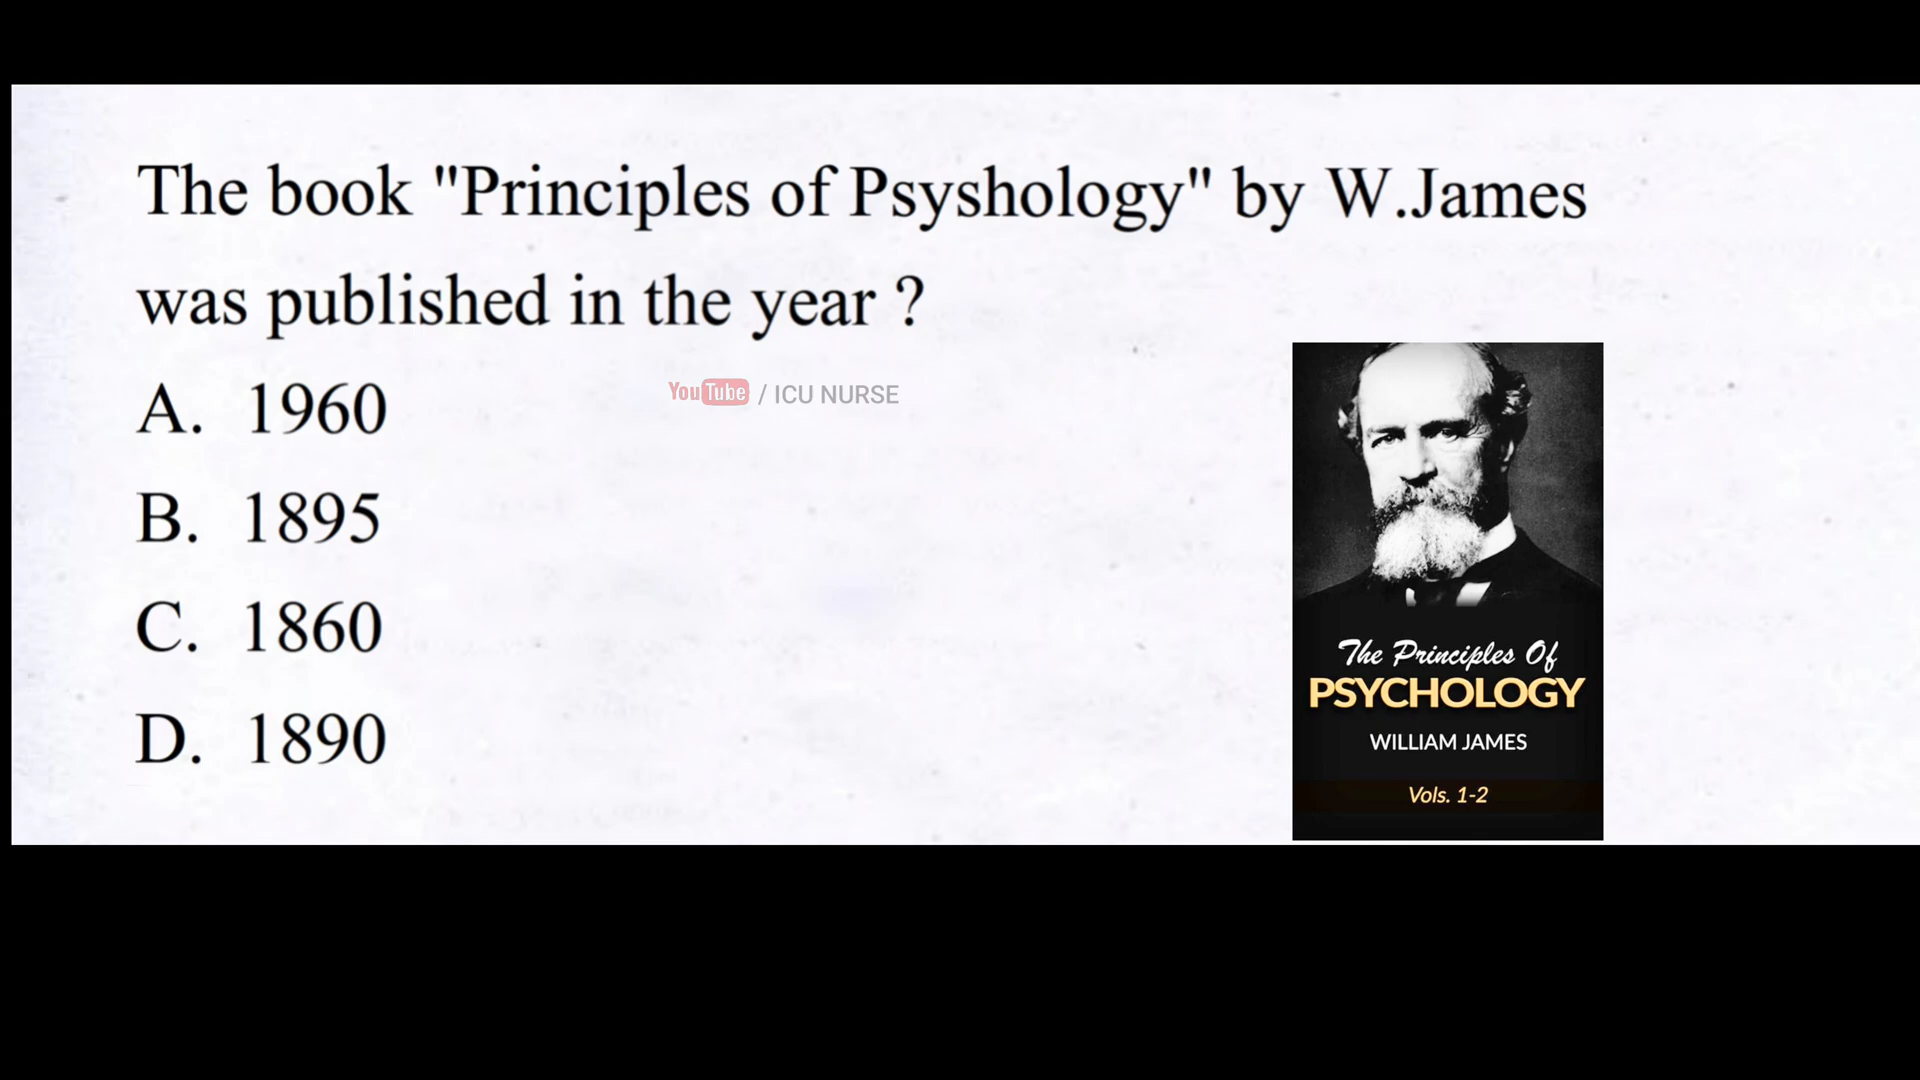 The book "Principles of Psyshology" by W.James
was published in the year ?
A. 1960
YouTube / ICU NURSE
B. 1895
C. 1860
D. 1890
The Principles Of
PSYCHOLOGY
WILLIAM JAMES
Vols. 1-2